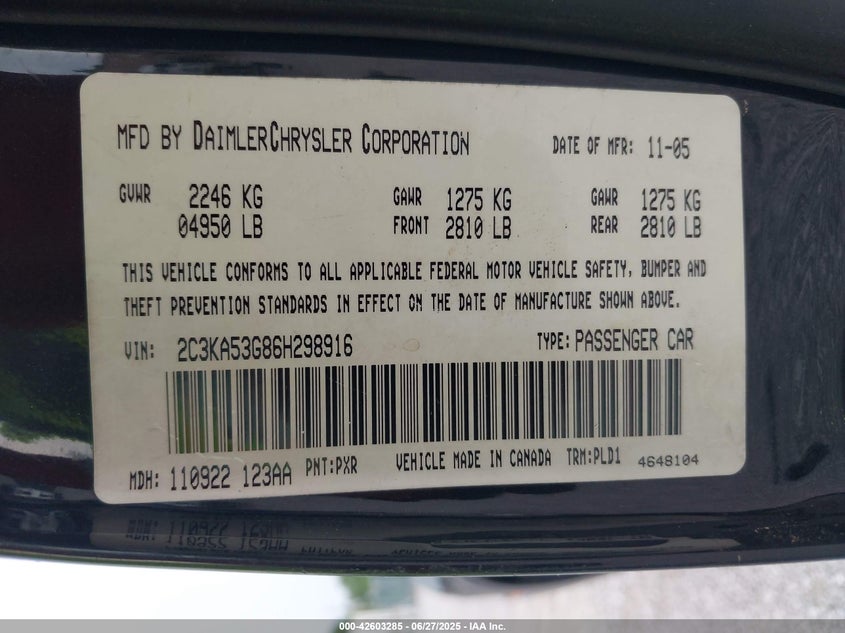 MFD BY DAIMLERCHRYSLER CORPORATION DATE OF MFR: 11-05
GVWR 2246 KG GAWR 1275 KG GAWR 1275 KG
04950 LB FRONT 2810 LB REAR 2810 LB
THIS VEHICLE CONFORMS TO ALL APPLICABLE FEDERAL MOTOR VEHICLE SAFETY, BUMPER AND
THEFT PREVENTION STANDARDS IN EFFECT ON THE DATE OF MANUFACTURE SHOWN ABOVE.
VIN: 2C3KA53G86H298916 TYPE: PASSENGER CAR
MDH: 110922 123AA PNT:PXR VEHICLE MADE IN CANADA TRM:PLD1 4648104
000-42603285 - 06/27/2025 - IAA Inc.